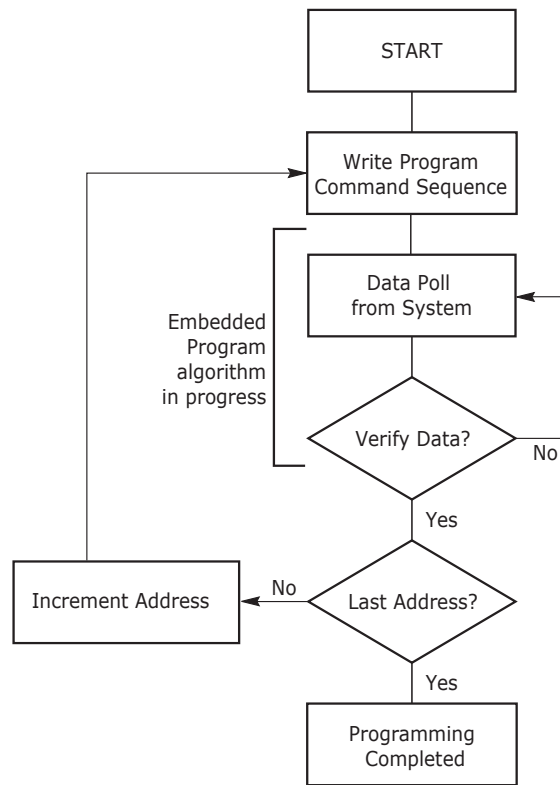 START
Write Program
Command Sequence
Data Poll
from System
Embedded
Program
algorithm
in progress
Verify Data?
No
Yes
Increment Address
No
Last Address?
Yes
Programming
Completed